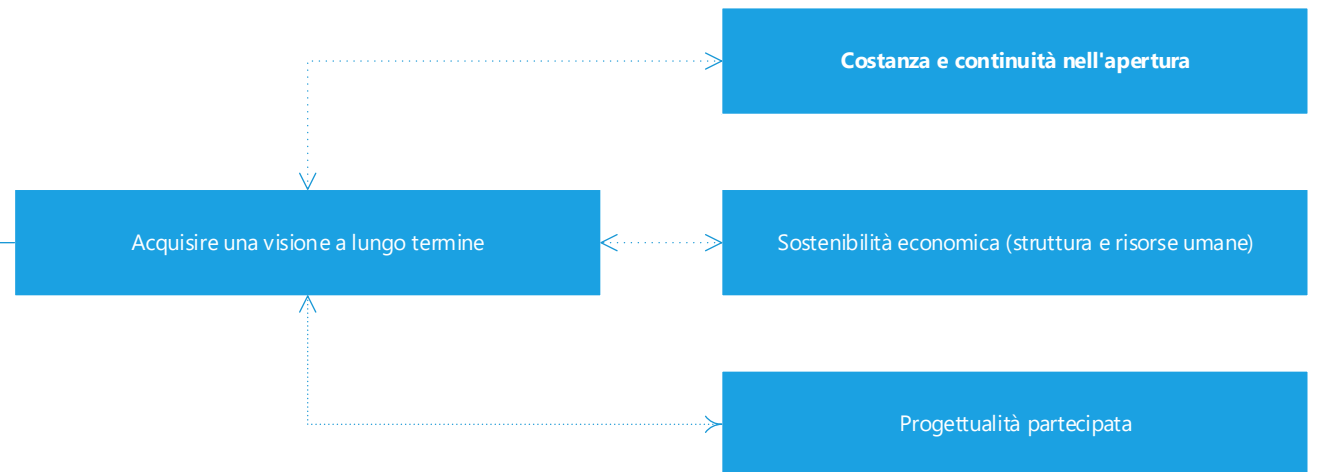 Costanza e continuità nell'apertura
Acquisire una visione a lungo termine
Sostenibilità economica (struttura e risorse umane)
Progettualità partecipata